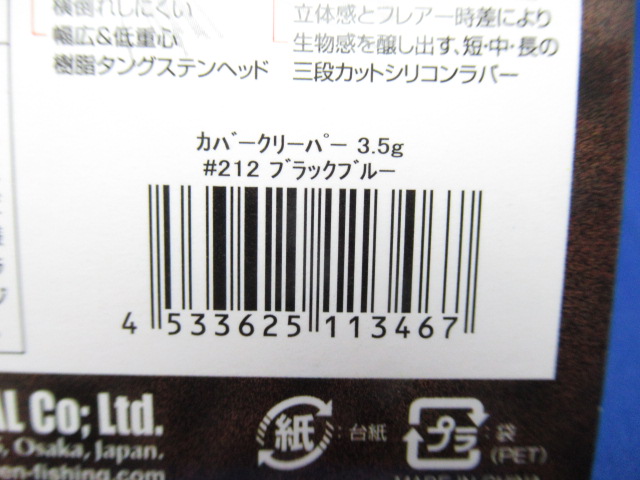 横倒れしにくい
幅広&低重心
樹脂タングステンヘッド
立体感とフレアー時差により
生物感を醸し出す、短・中・長の
三段カットシリコンラバー
カバークリーパー 3.5g
#212 ブラックブルー
4 533625 113467
AL Co; Ltd.
Osaka, Japan.
en-fishing.com
紙 : 台紙
プラ : 袋
(PET)